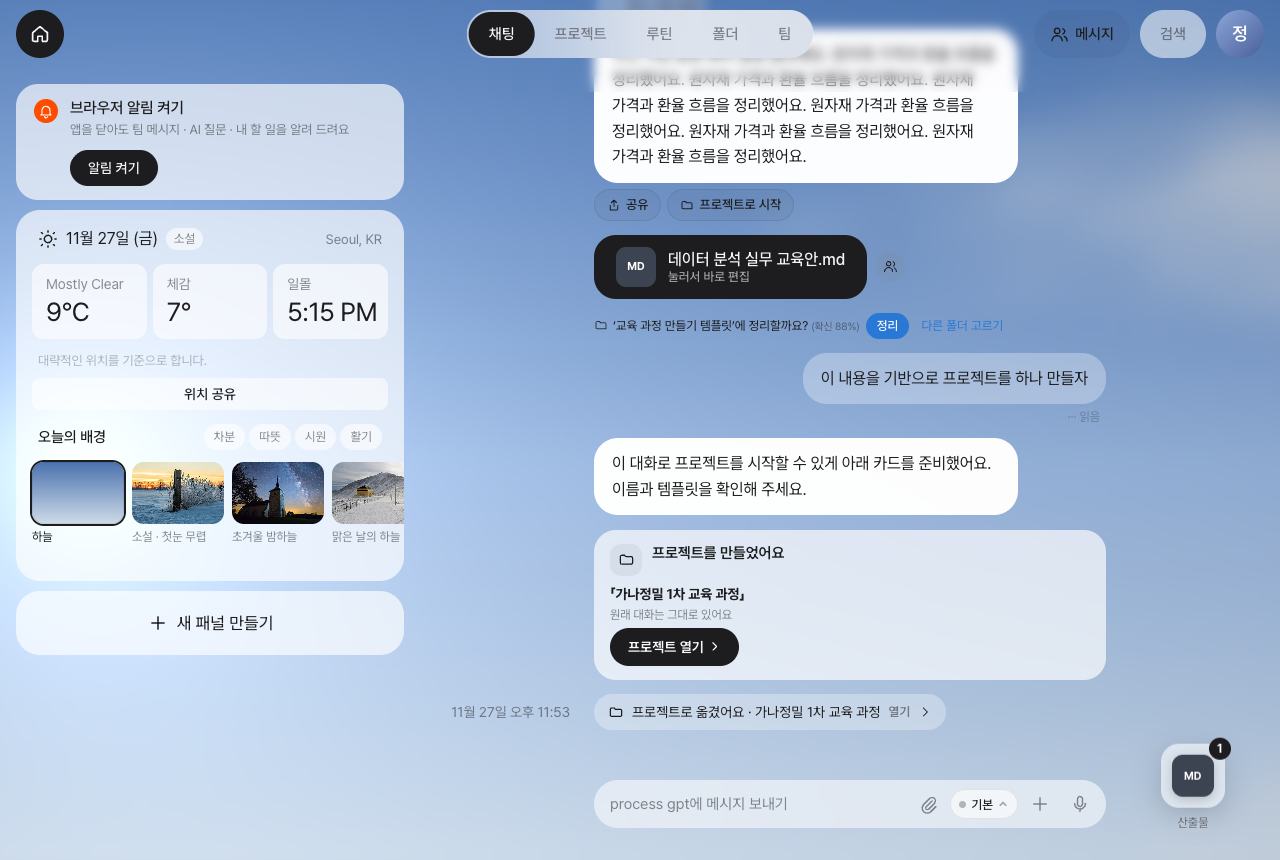 채팅
프로젝트
루틴
폴더
팀
메시지
검색
정
브라우저 알림 켜기
앱을 닫아도 팀 메시지 · AI 질문 · 내 할 일을 알려 드려요
알림 켜기
11월 27일 (금)
소설
Seoul, KR
Mostly Clear
9°C
체감
7°
일몰
5:15 PM
대략적인 위치를 기준으로 합니다.
위치 공유
오늘의 배경
차분
따뜻
시원
활기
하늘
소설 · 첫눈 무렵
초겨울 밤하늘
맑은 날의 하늘
새 패널 만들기
정리했어요. 원자재 가격과 환율 흐름을 정리했어요. 원자재
가격과 환율 흐름을 정리했어요. 원자재 가격과 환율 흐름을
정리했어요. 원자재 가격과 환율 흐름을 정리했어요. 원자재
가격과 환율 흐름을 정리했어요.
공유
프로젝트로 시작
MD
데이터 분석 실무 교육안.md
눌러서 바로 편집
'교육 과정 만들기 템플릿'에 정리할까요? (확신 88%)
정리
다른 폴더 고르기
이 내용을 기반으로 프로젝트를 하나 만들자
··· 읽음
이 대화로 프로젝트를 시작할 수 있게 아래 카드를 준비했어요.
이름과 템플릿을 확인해 주세요.
프로젝트를 만들었어요
「가나정밀 1차 교육 과정」
원래 대화는 그대로 있어요
프로젝트 열기
11월 27일 오후 11:53
프로젝트로 옮겼어요 · 가나정밀 1차 교육 과정 열기
process gpt에 메시지 보내기
기본
1
MD
산출물